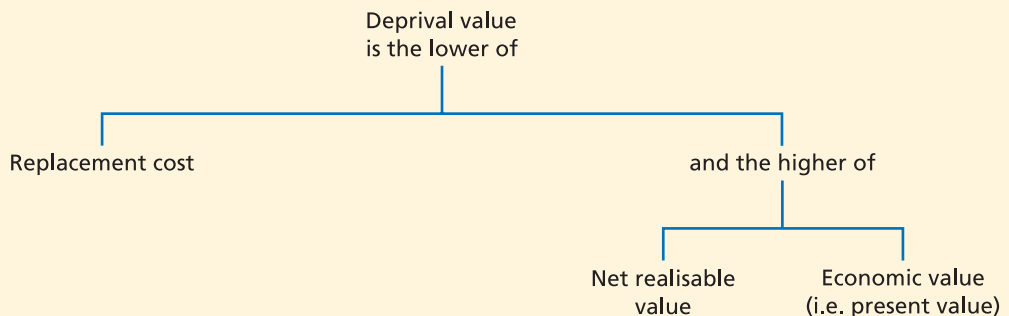 Deprival value
is the lower of
Replacement cost
and the higher of
Net realisable
value
Economic value
(i.e. present value)